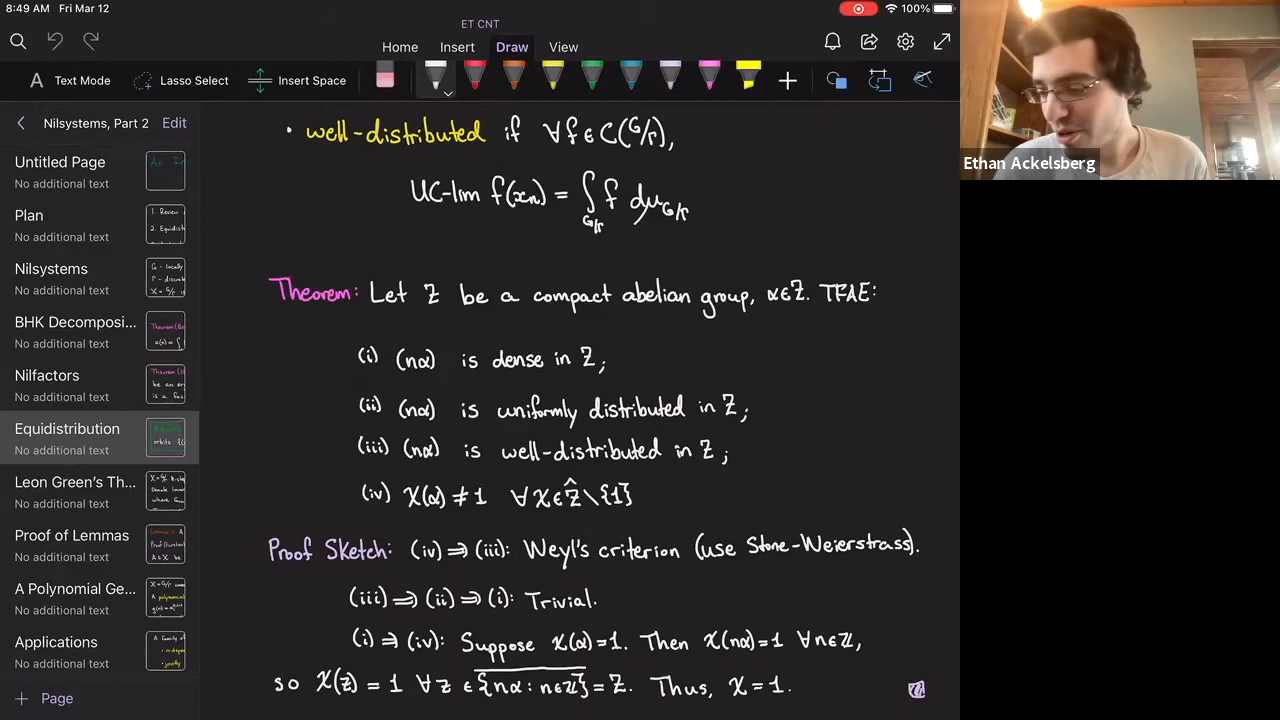 8:49 AM Fri Mar 12
100%
ET CNT
Home Insert Draw View
Text Mode Lasso Select Insert Space
Nilsystems, Part 2 Edit
Untitled Page
No additional text
Plan
No additional text
Nilsystems
No additional text
BHK Decomposi...
No additional text
Nilfactors
No additional text
Equidistribution
No additional text
Leon Green's Th...
No additional text
Proof of Lemmas
No additional text
A Polynomial Ge...
No additional text
Applications
No additional text
Page
• well-distributed if ∀f∈C(G/Γ),
UC-lim f(xₙ) = ∫_{G/Γ} f dμ_{G/Γ}
Theorem: Let Z be a compact abelian group, α∈Z. TFAE:
(i) (nα) is dense in Z;
(ii) (nα) is uniformly distributed in Z;
(iii) (nα) is well-distributed in Z;
(iv) χ(α) ≠ 1 ∀χ∈Ẑ\{1}
Proof Sketch: (iv) ⇒ (iii): Weyl's criterion (use Stone-Weierstrass).
(iii) ⇒ (ii) ⇒ (i): Trivial.
(i) ⇒ (iv): Suppose χ(α)=1. Then χ(nα)=1 ∀n∈ℤ,
so χ(z) = 1 ∀z ∈ \overline{{nα : n∈ℤ}} = Z. Thus, χ=1.
Ethan Ackelsberg